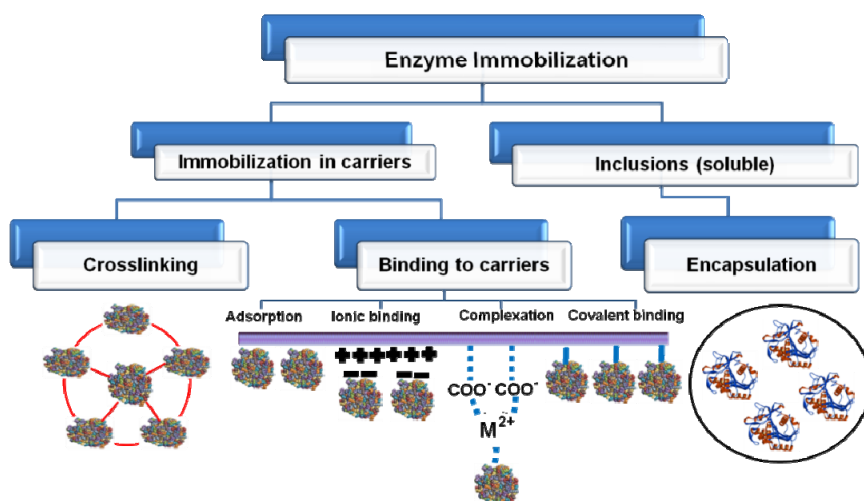 Enzyme Immobilization
Immobilization in carriers
Inclusions (soluble)
Crosslinking
Binding to carriers
Encapsulation
Adsorption
Ionic binding
Complexation
Covalent binding
COO⁻ COO⁻
M²⁺